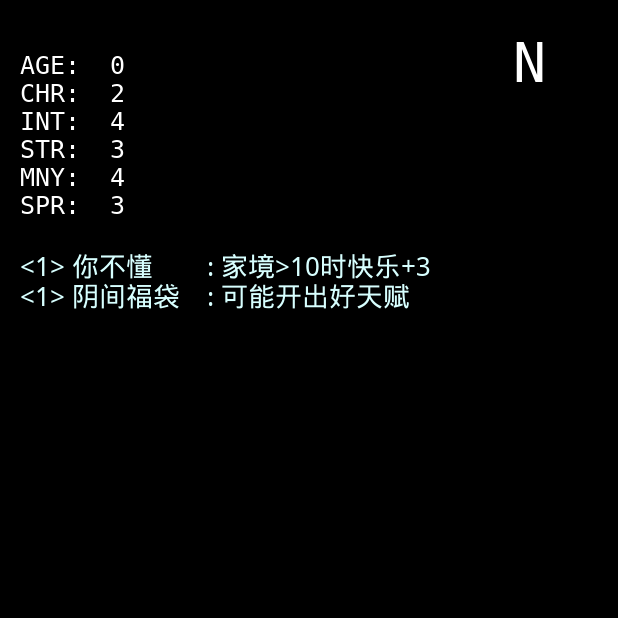 N
AGE: 0
CHR: 2
INT: 4
STR: 3
MNY: 4
SPR: 3
<1> 你不懂 : 家境>10时快乐+3
<1> 阴间福袋 : 可能开出好天赋